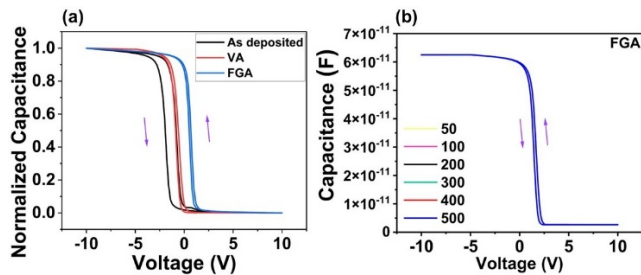 (a)
As deposited
VA
FGA
Normalized Capacitance
1.0
0.8
0.6
0.4
0.2
0.0
-10 -5 0 5 10
Voltage (V)
(b)
FGA
Capacitance (F)
7×10⁻¹¹
6×10⁻¹¹
5×10⁻¹¹
4×10⁻¹¹
3×10⁻¹¹
2×10⁻¹¹
1×10⁻¹¹
0
50
100
200
300
400
500
-10 -5 0 5 10
Voltage (V)